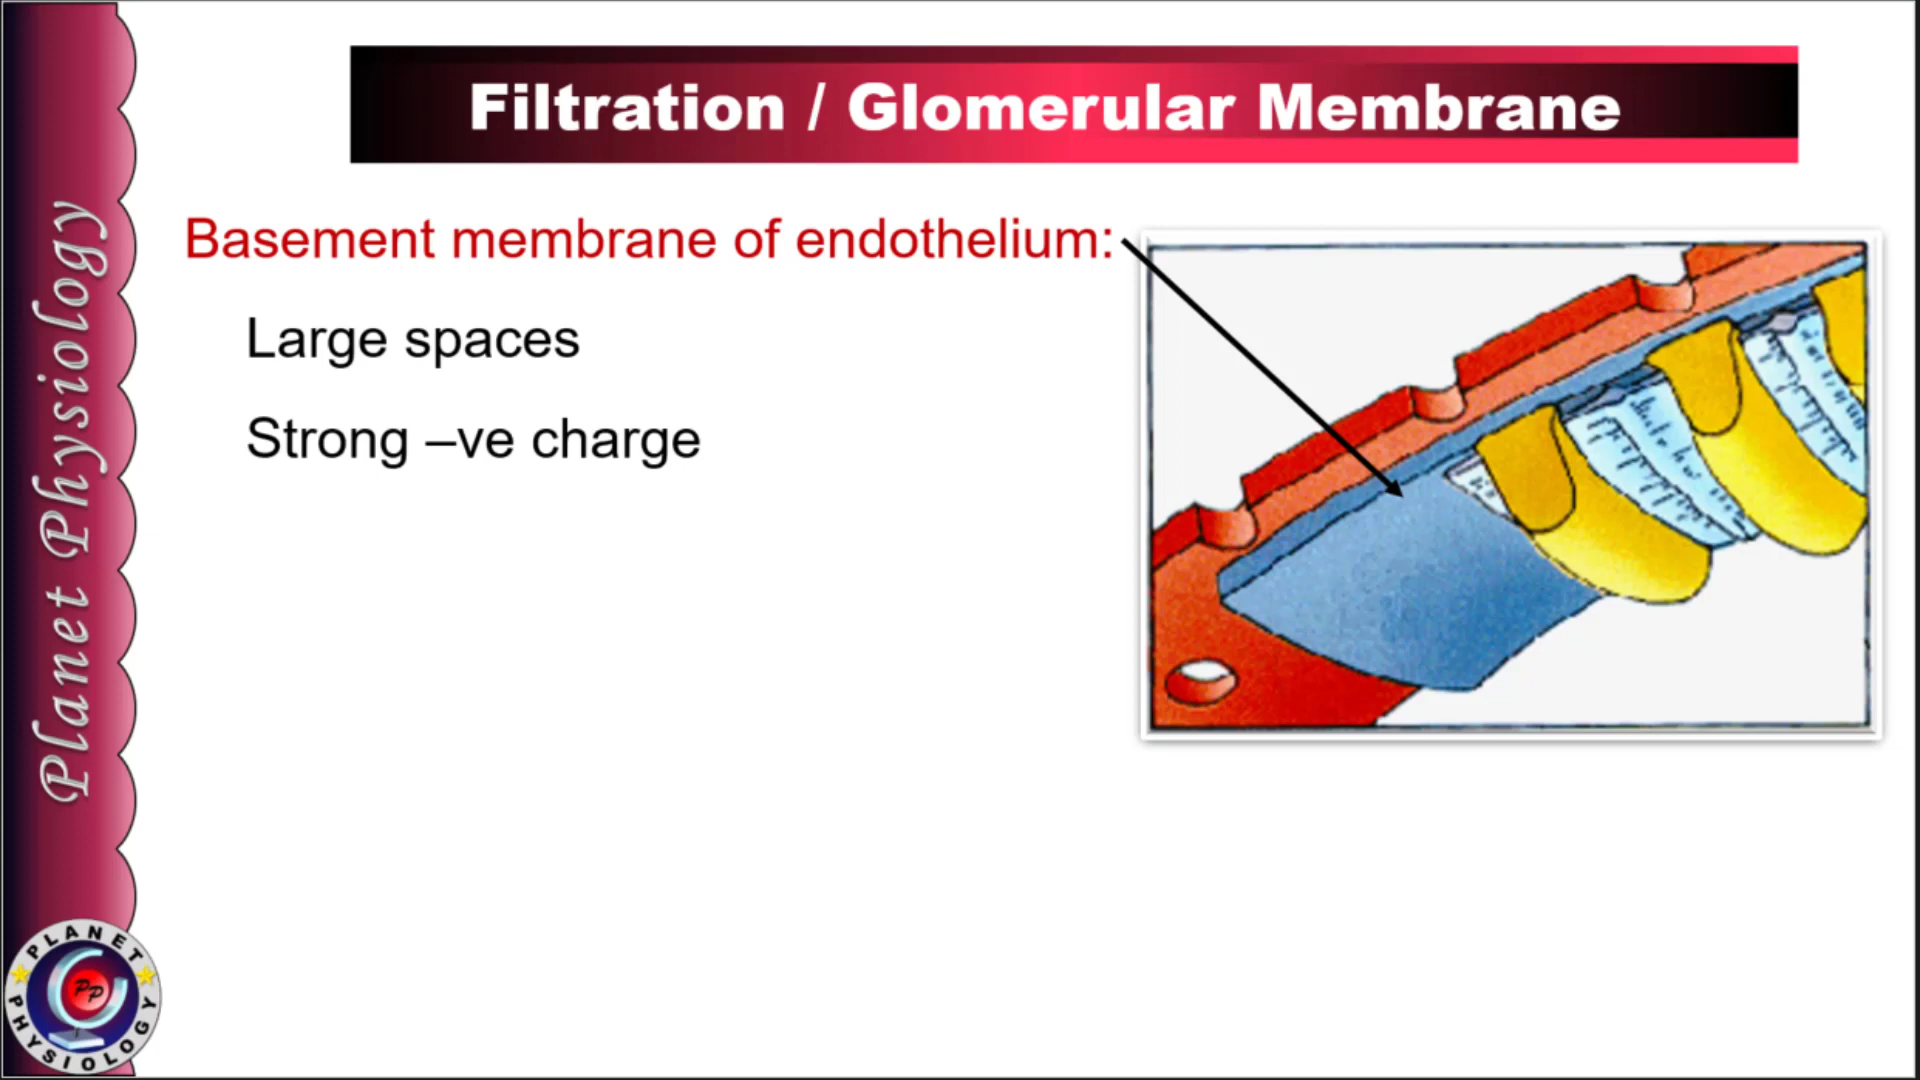 Filtration / Glomerular Membrane
Basement membrane of endothelium:
Large spaces
Strong –ve charge
Planet Physiology
PLANET
PP
PHYSIOLOGY